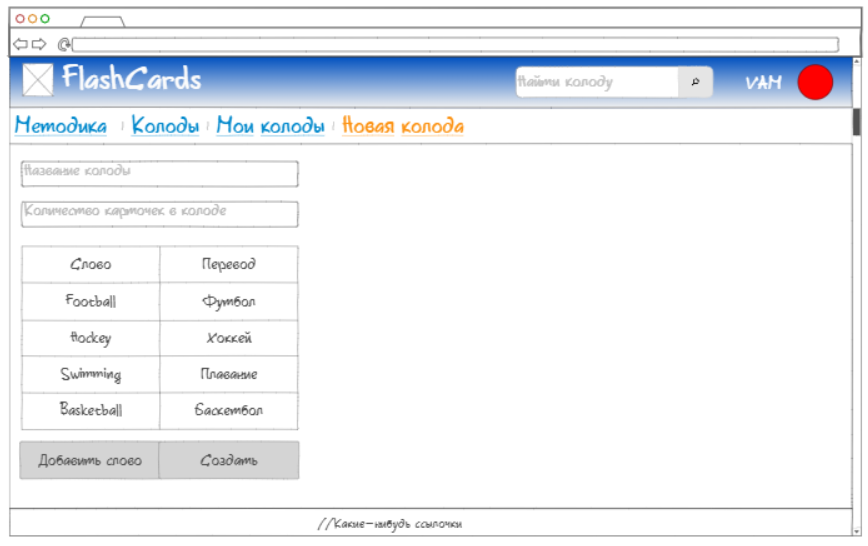 FlashCards
Найти колоду
VAM
Методика | Колоды | Мои колоды | Новая колода
Название колоды
Количество карточек в колоде
Слово Перевод
Football Футбол
Hockey Хоккей
Swimming Плавание
Basketball Баскетбол
Добавить слово Создать
//Какие-нибудь ссылочки